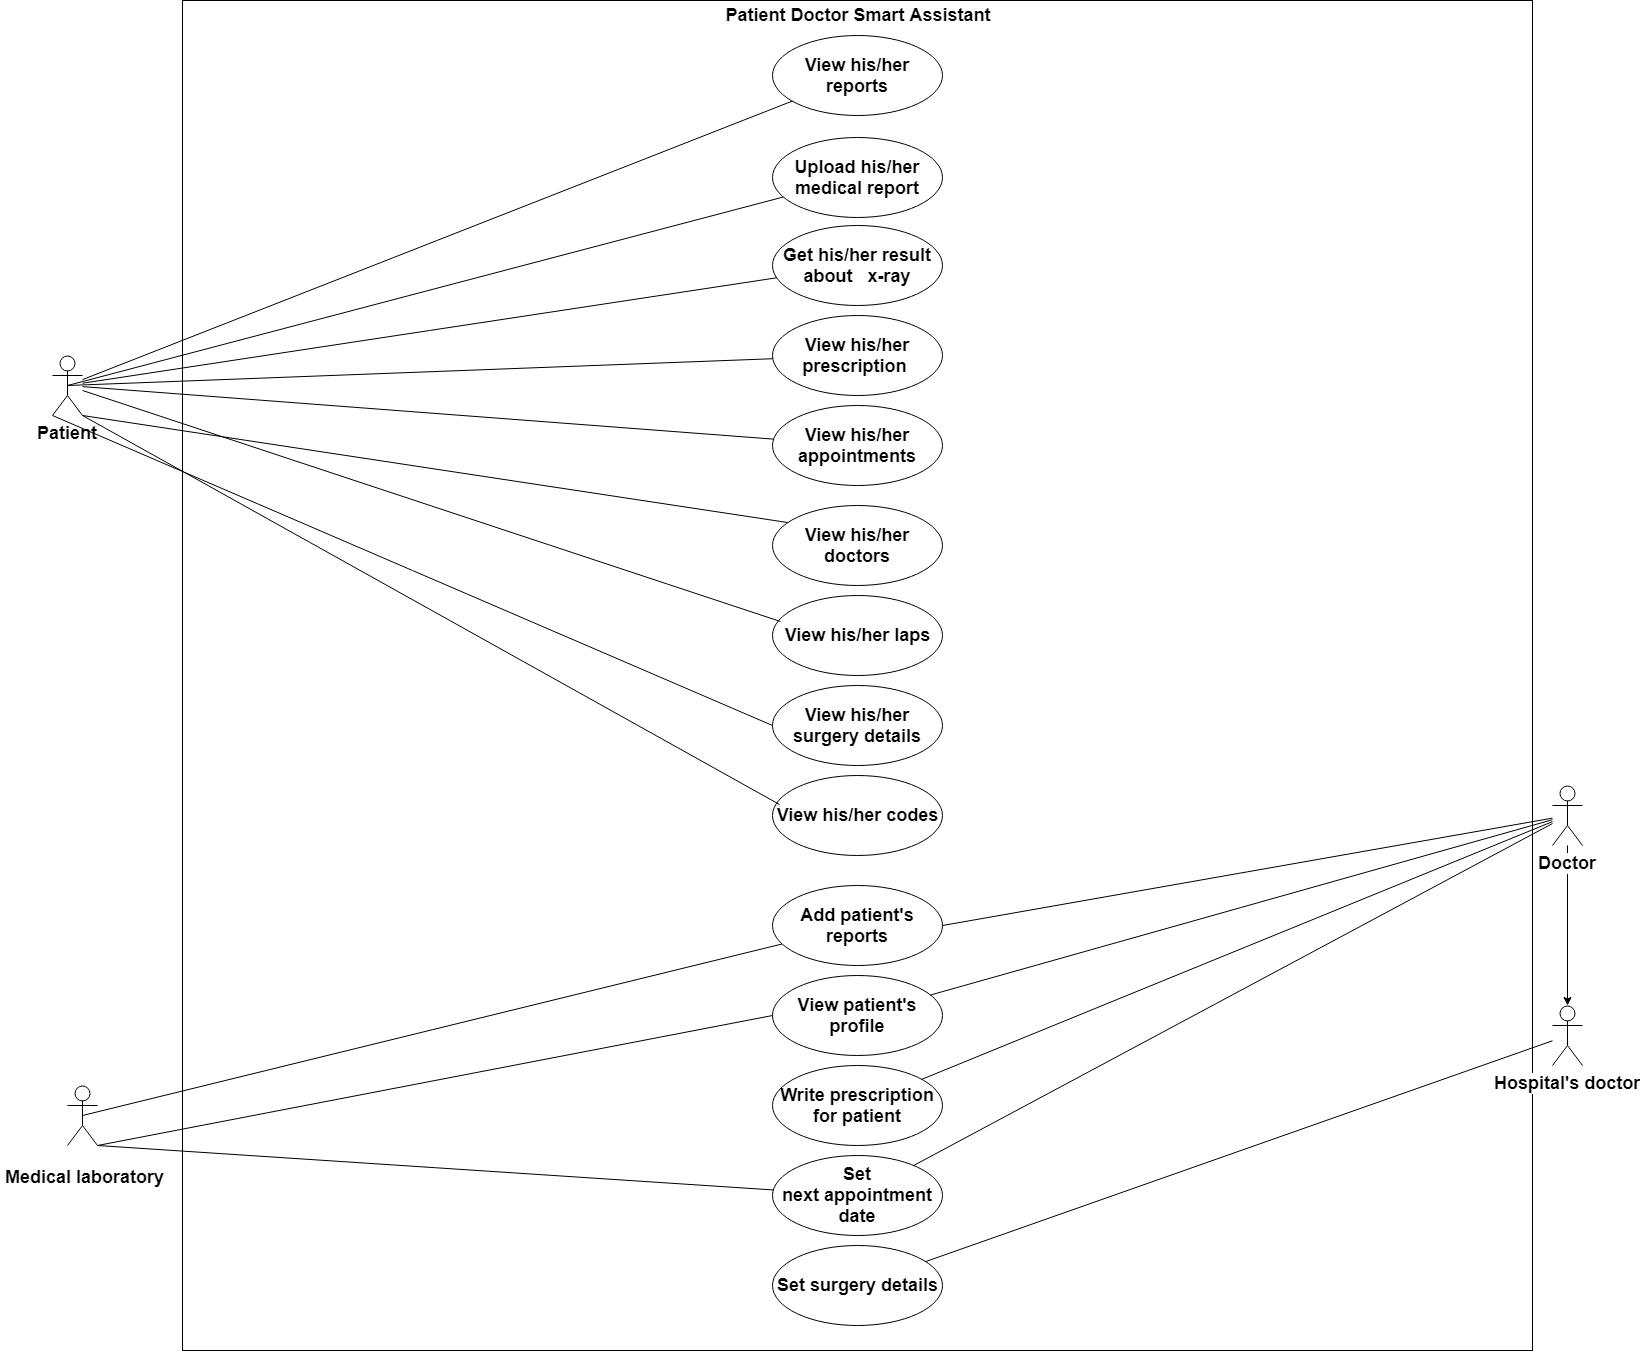 Patient Doctor Smart Assistant
View his/her
reports
Upload his/her
medical report
Get his/her result
about x-ray
View his/her
prescription
Patient
View his/her
appointments
View his/her
doctors
View his/her laps
View his/her
surgery details
View his/her codes
Doctor
Add patient's
reports
View patient's
profile
Hospital's doctor
Write prescription
for patient
Medical laboratory
Set
next appointment
date
Set surgery details